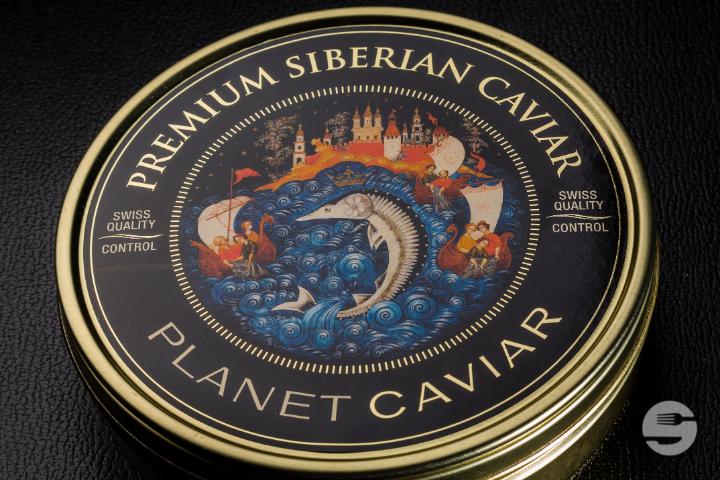 PREMIUM SIBERIAN CAVIAR
SWISS
QUALITY
CONTROL
SWISS
QUALITY
CONTROL
PLANET CAVIAR